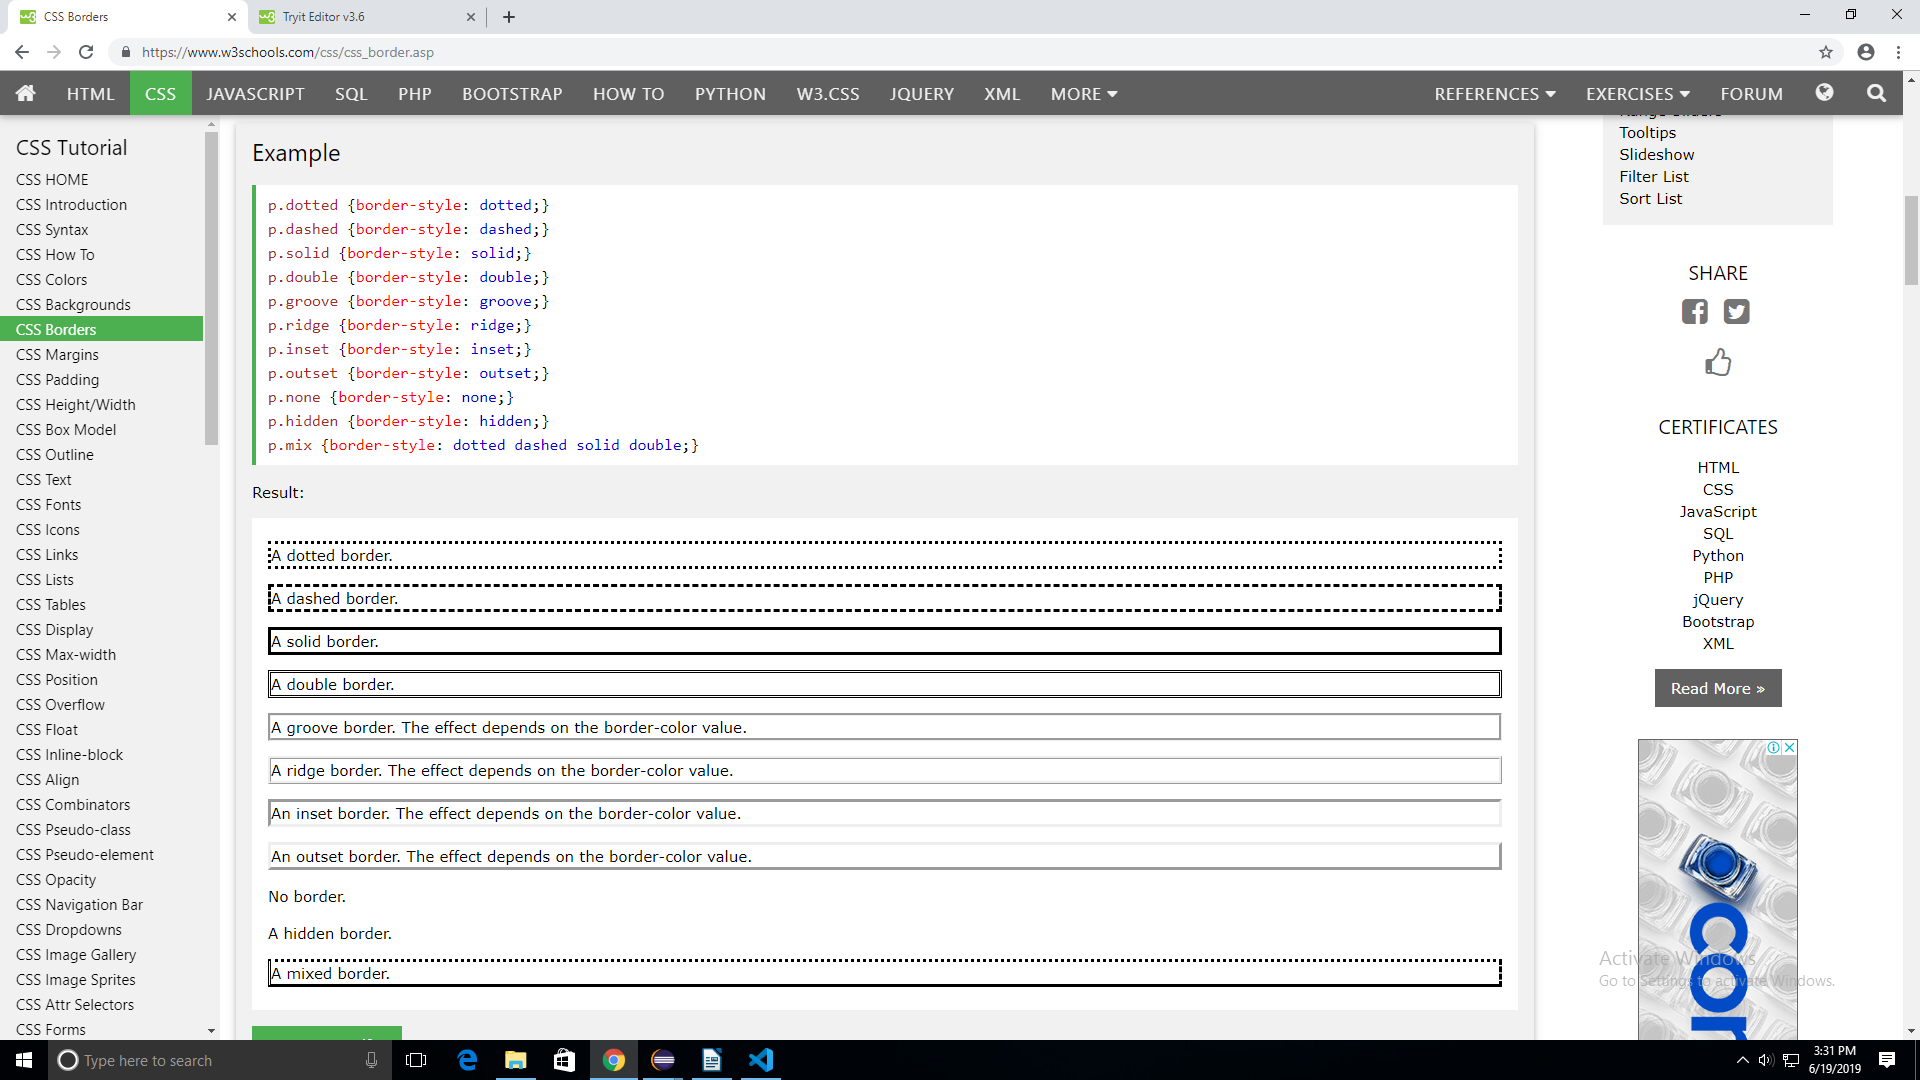 CSS Borders
Tryit Editor v3.6
https://www.w3schools.com/css/css_border.asp
HTML CSS JAVASCRIPT SQL PHP BOOTSTRAP HOW TO PYTHON W3.CSS JQUERY XML MORE REFERENCES EXERCISES FORUM
CSS Tutorial
CSS HOME
CSS Introduction
CSS Syntax
CSS How To
CSS Colors
CSS Backgrounds
CSS Borders
CSS Margins
CSS Padding
CSS Height/Width
CSS Box Model
CSS Outline
CSS Text
CSS Fonts
CSS Icons
CSS Links
CSS Lists
CSS Tables
CSS Display
CSS Max-width
CSS Position
CSS Overflow
CSS Float
CSS Inline-block
CSS Align
CSS Combinators
CSS Pseudo-class
CSS Pseudo-element
CSS Opacity
CSS Navigation Bar
CSS Dropdowns
CSS Image Gallery
CSS Image Sprites
CSS Attr Selectors
CSS Forms
Example
p.dotted {border-style: dotted;}
p.dashed {border-style: dashed;}
p.solid {border-style: solid;}
p.double {border-style: double;}
p.groove {border-style: groove;}
p.ridge {border-style: ridge;}
p.inset {border-style: inset;}
p.outset {border-style: outset;}
p.none {border-style: none;}
p.hidden {border-style: hidden;}
p.mix {border-style: dotted dashed solid double;}
Result:
A dotted border.
A dashed border.
A solid border.
A double border.
A groove border. The effect depends on the border-color value.
A ridge border. The effect depends on the border-color value.
An inset border. The effect depends on the border-color value.
An outset border. The effect depends on the border-color value.
No border.
A hidden border.
A mixed border.
Tooltips
Slideshow
Filter List
Sort List
SHARE
CERTIFICATES
HTML
CSS
JavaScript
SQL
Python
PHP
jQuery
Bootstrap
XML
Read More »
cor
Activate Windows
Go to Settings to activate Windows.
Type here to search
3:31 PM
6/19/2019